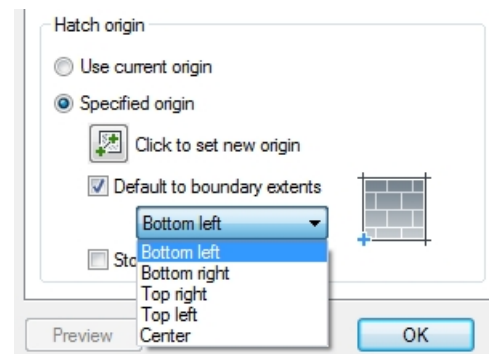 Hatch origin
Use current origin
Specified origin
Click to set new origin
Default to boundary extents
Bottom left
Bottom left
Bottom right
Top right
Top left
Center
Preview
OK